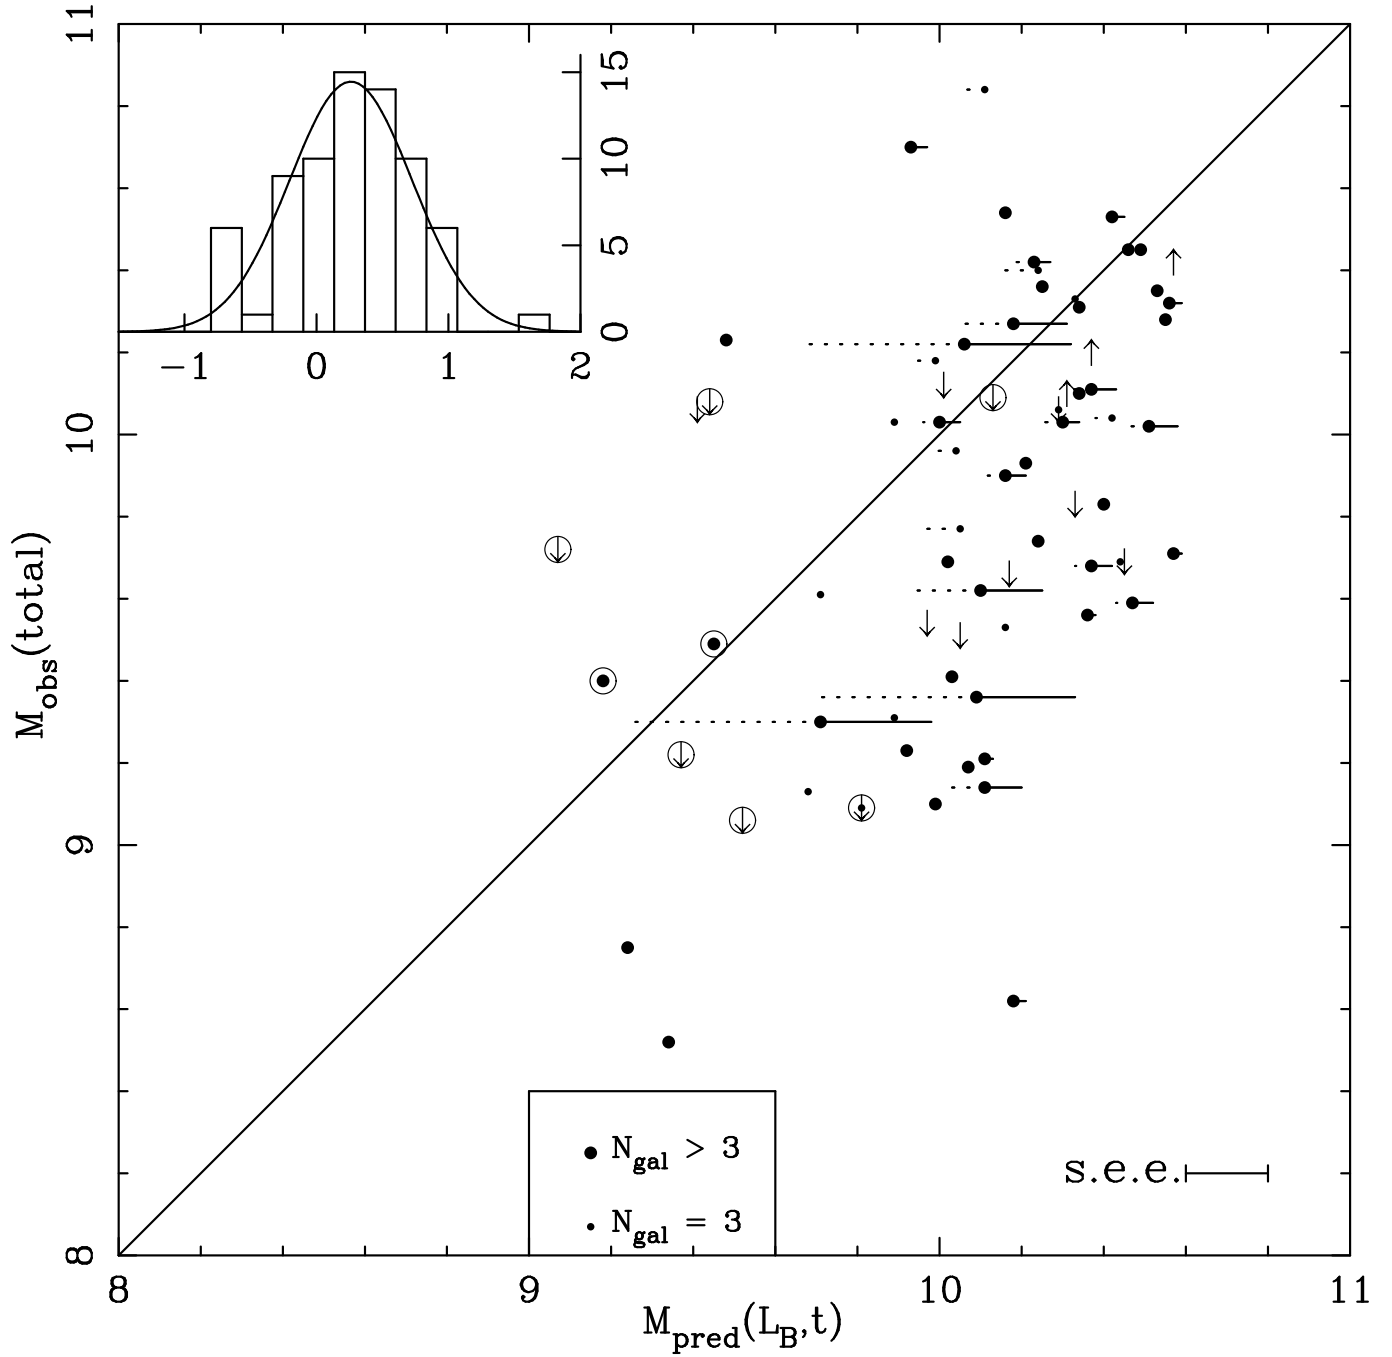 11
10
9
8
M_obs(total)
15
10
5
0
-1 0 1 2
N_gal > 3
N_gal = 3
s.e.e.
8 9 10 11
M_pred(L_B,t)